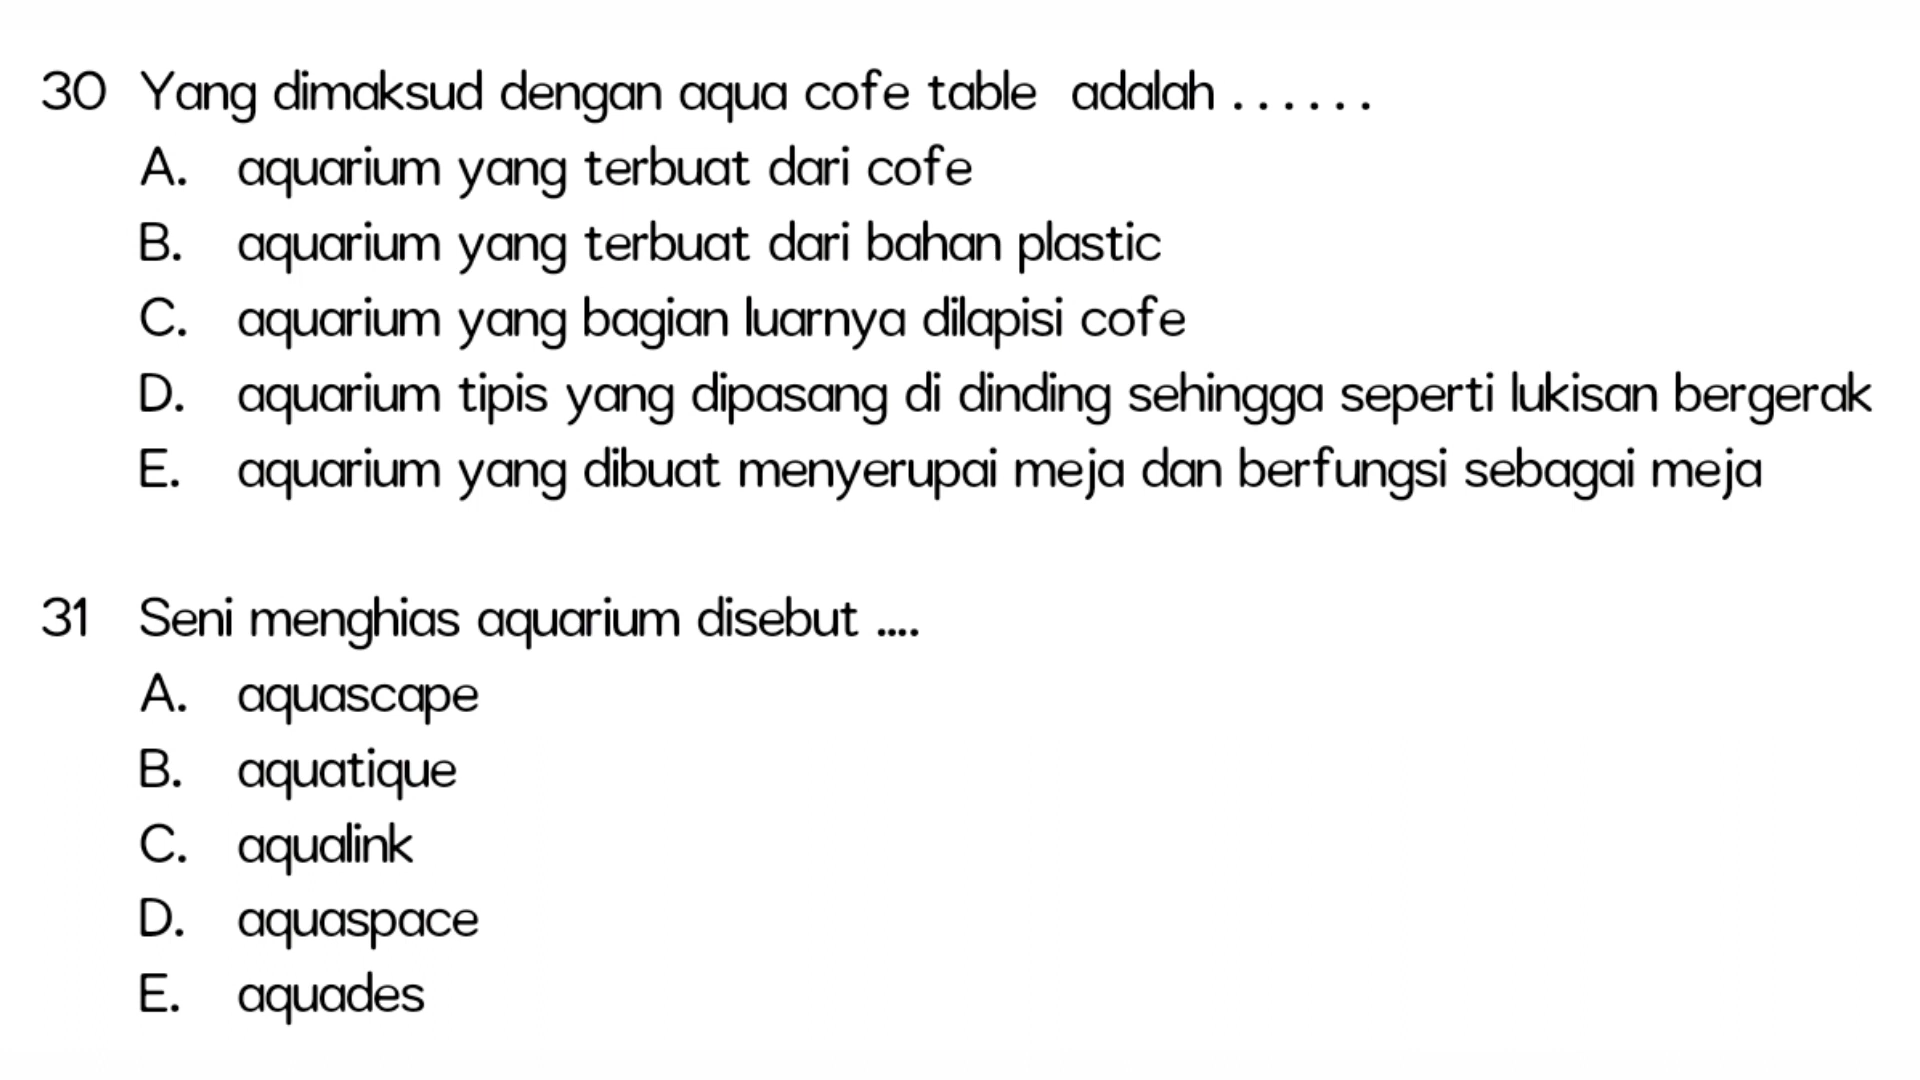 30 Yang dimaksud dengan aqua cofe table adalah ......
A. aquarium yang terbuat dari cofe
B. aquarium yang terbuat dari bahan plastic
C. aquarium yang bagian luarnya dilapisi cofe
D. aquarium tipis yang dipasang di dinding sehingga seperti lukisan bergerak
E. aquarium yang dibuat menyerupai meja dan berfungsi sebagai meja
31 Seni menghias aquarium disebut ....
A. aquascape
B. aquatique
C. aqualink
D. aquaspace
E. aquades